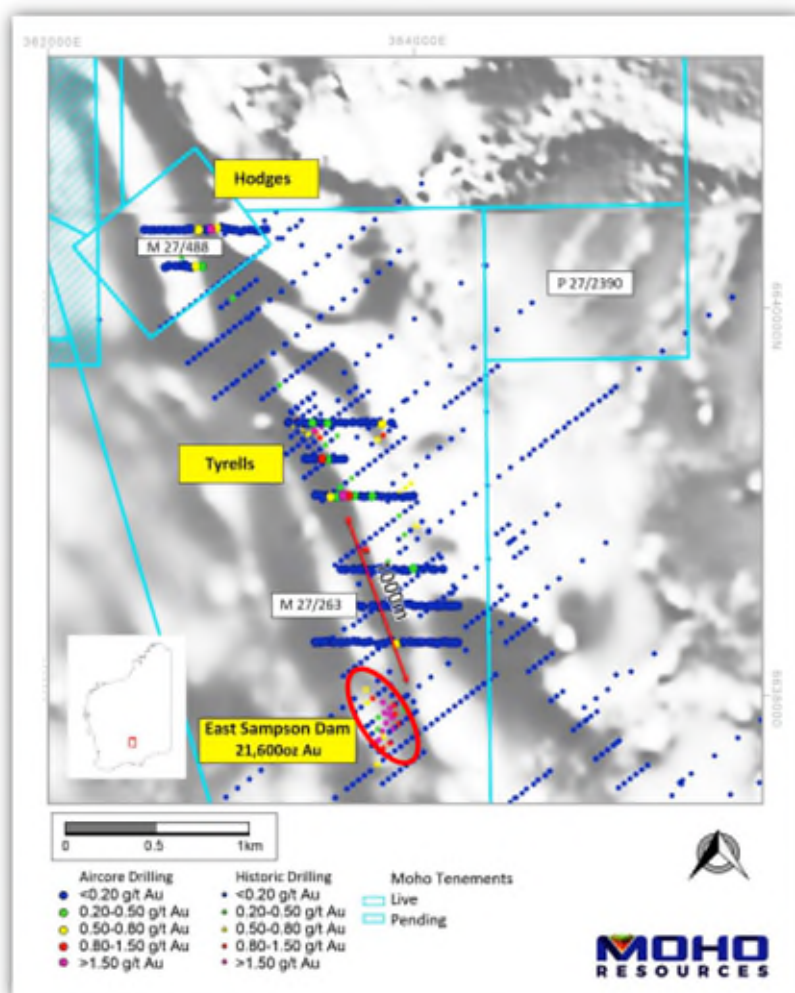 362000E
364000E
Hodges
M 27/488
P 27/2390
6640000N
Tyrells
1000m
M 27/263
6638000N
East Sampson Dam
21,600oz Au
0 0.5 1km
Aircore Drilling
<0.20 g/t Au
0.20-0.50 g/t Au
0.50-0.80 g/t Au
0.80-1.50 g/t Au
>1.50 g/t Au
Historic Drilling
<0.20 g/t Au
0.20-0.50 g/t Au
0.50-0.80 g/t Au
0.80-1.50 g/t Au
>1.50 g/t Au
Moho Tenements
Live
Pending
MOHO
RESOURCES